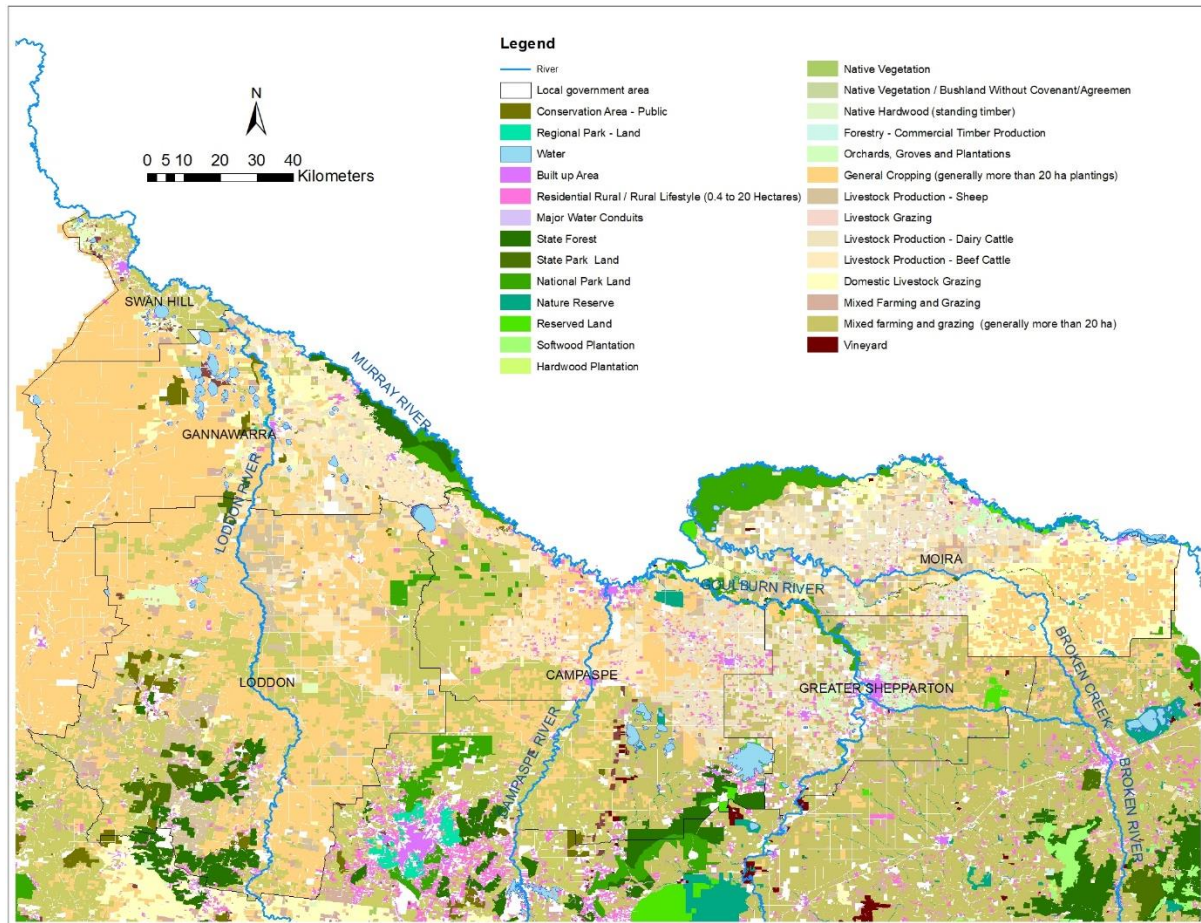 Legend
River
Local government area
Conservation Area - Public
Regional Park - Land
Water
Built up Area
Residential Rural / Rural Lifestyle (0.4 to 20 Hectares)
Major Water Conduits
State Forest
State Park Land
National Park Land
Nature Reserve
Reserved Land
Softwood Plantation
Hardwood Plantation
Native Vegetation
Native Vegetation / Bushland Without Covenant/Agreemen
Native Hardwood (standing timber)
Forestry - Commercial Timber Production
Orchards, Groves and Plantations
General Cropping (generally more than 20 ha plantings)
Livestock Production - Sheep
Livestock Grazing
Livestock Production - Dairy Cattle
Livestock Production - Beef Cattle
Domestic Livestock Grazing
Mixed Farming and Grazing
Mixed farming and grazing (generally more than 20 ha)
Vineyard
N
0 5 10 20 30 40
Kilometers
SWAN HILL
MURRAY RIVER
GANNAWARRA
LODDON RIVER
MOIRA
GOULBURN RIVER
BROKEN CREEK
CAMPASPE
LODDON
GREATER SHEPPARTON
CAMPASPE RIVER
BROKEN RIVER